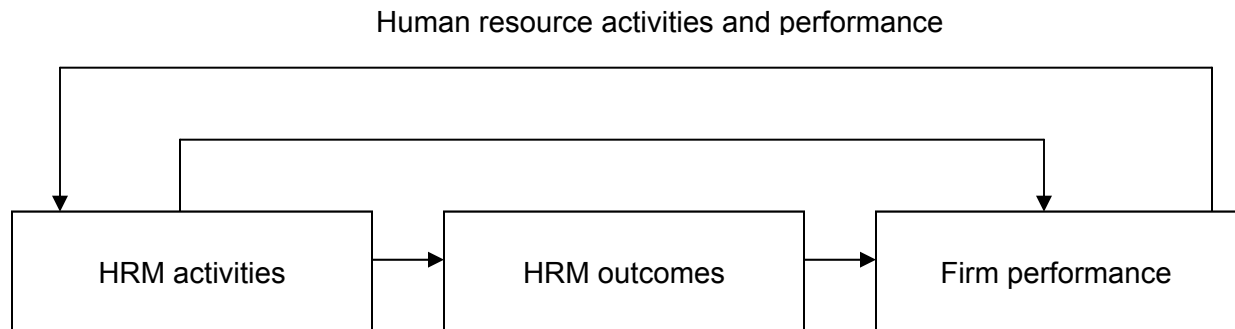 Human resource activities and performance
HRM activities
HRM outcomes
Firm performance